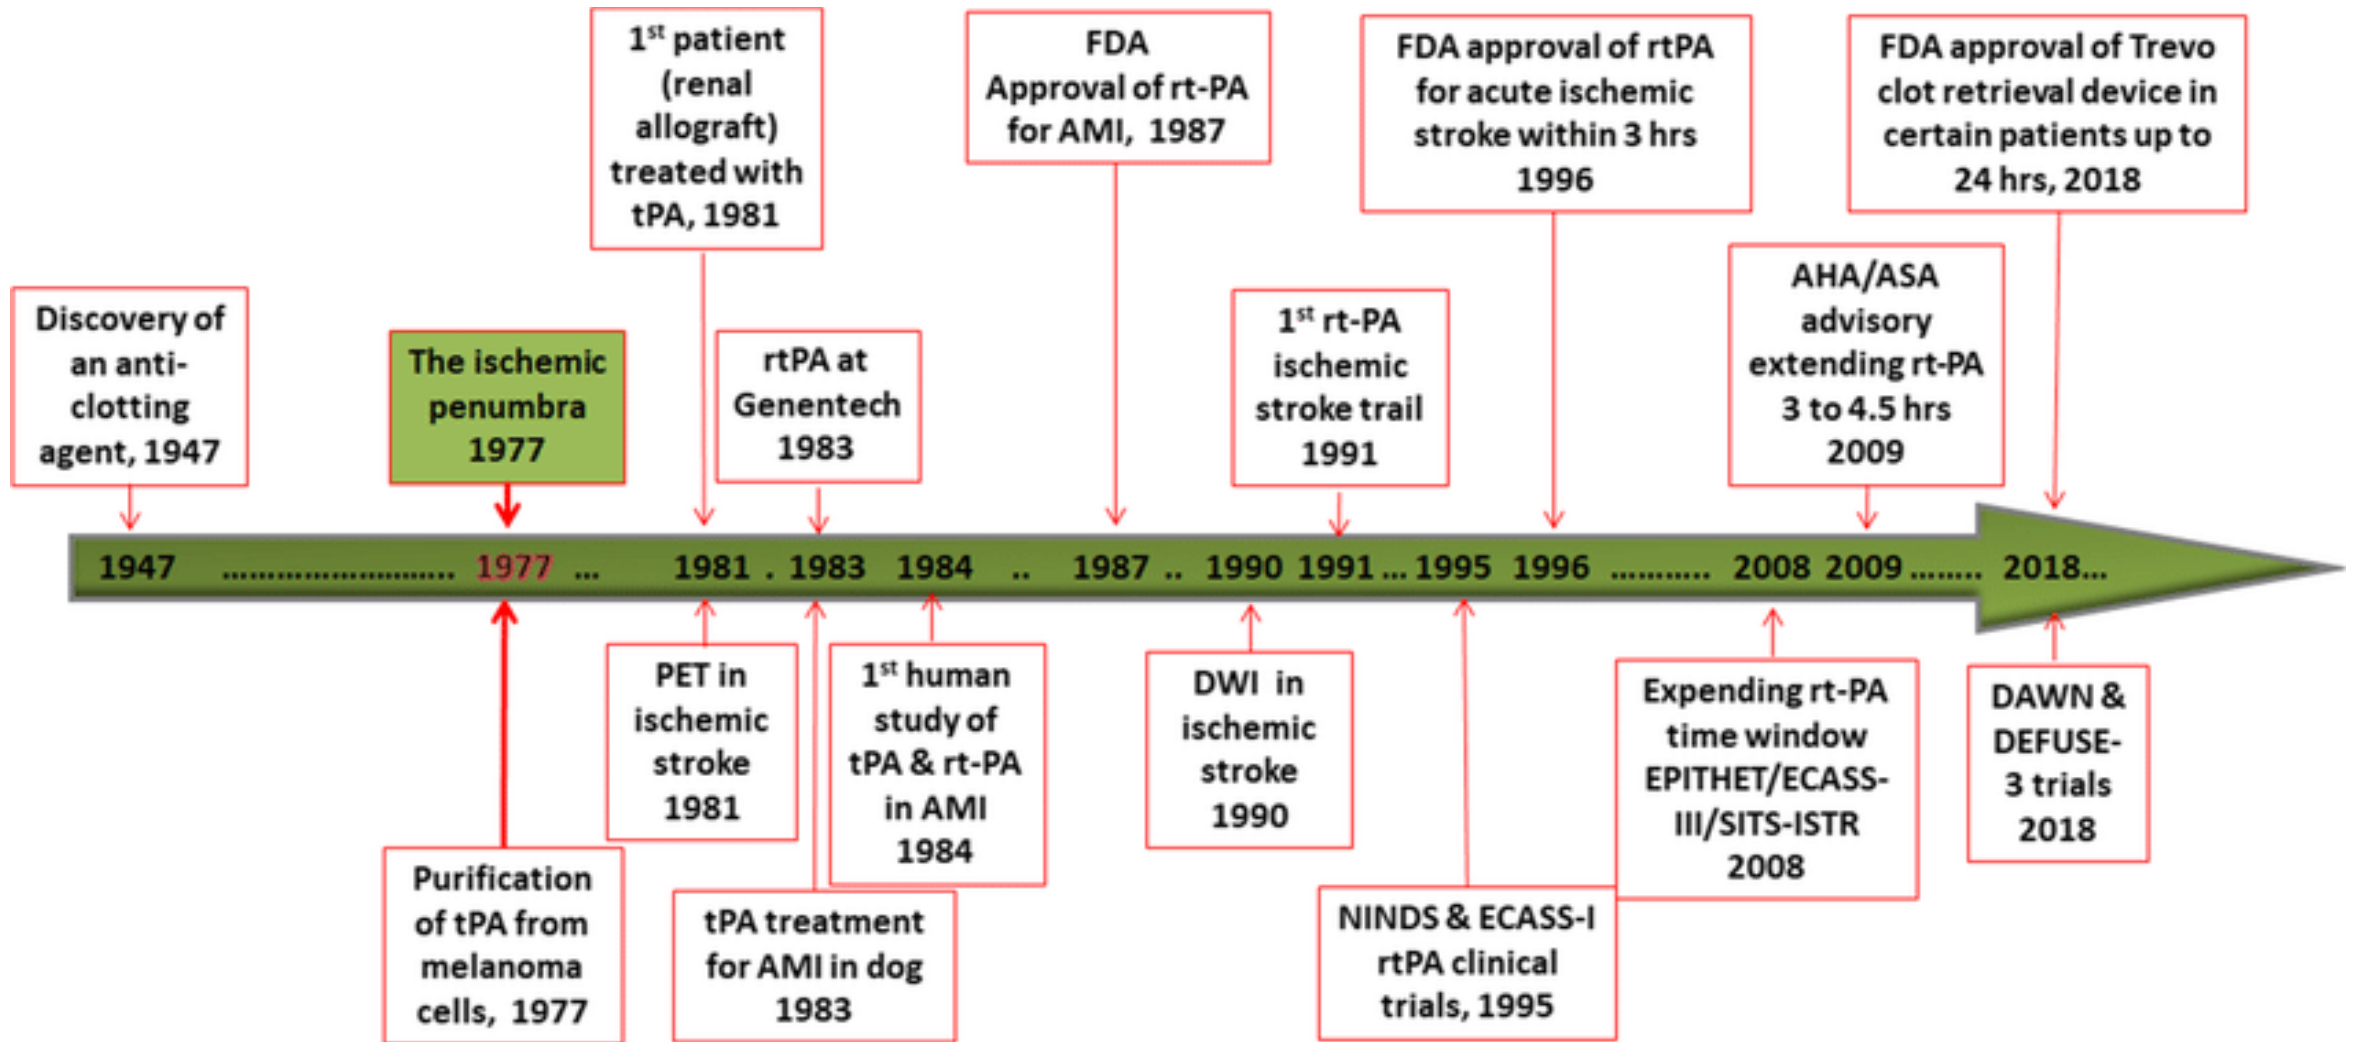 1st patient
(renal
allograft)
treated with
tPA, 1981
FDA
Approval of rt-PA
for AMI, 1987
FDA approval of rtPA
for acute ischemic
stroke within 3 hrs
1996
FDA approval of Trevo
clot retrieval device in
certain patients up to
24 hrs, 2018
Discovery of
an anti-
clotting
agent, 1947
The ischemic
penumbra
1977
rtPA at
Genentech
1983
1st rt-PA
ischemic
stroke trail
1991
AHA/ASA
advisory
extending rt-PA
3 to 4.5 hrs
2009
1947 ........................ 1977 ... 1981 . 1983 1984 .. 1987 .. 1990 1991 ... 1995 1996 ........... 2008 2009 ........ 2018...
Purification
of tPA from
melanoma
cells, 1977
PET in
ischemic
stroke
1981
tPA treatment
for AMI in dog
1983
1st human
study of
tPA & rt-PA
in AMI
1984
DWI in
ischemic
stroke
1990
NINDS & ECASS-I
rtPA clinical
trials, 1995
Expending rt-PA
time window
EPITHET/ECASS-
III/SITS-ISTR
2008
DAWN &
DEFUSE-
3 trials
2018